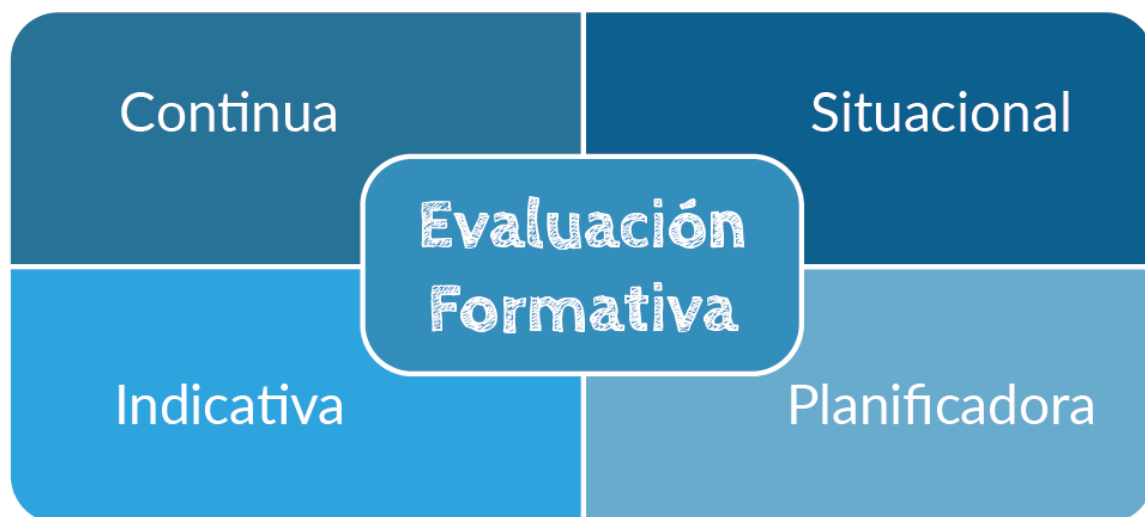 Continua
Situacional
Evaluación
Formativa
Indicativa
Planificadora